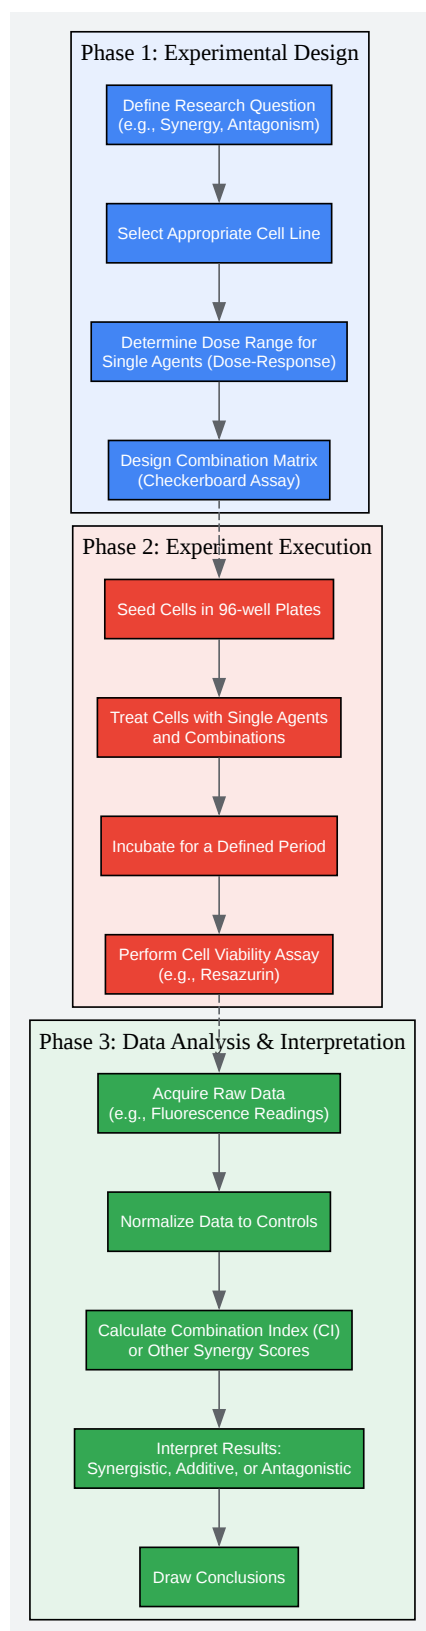 Phase 1: Experimental Design
Define Research Question
(e.g., Synergy, Antagonism)
Select Appropriate Cell Line
Determine Dose Range for
Single Agents (Dose-Response)
Design Combination Matrix
(Checkerboard Assay)
Phase 2: Experiment Execution
Seed Cells in 96-well Plates
Treat Cells with Single Agents
and Combinations
Incubate for a Defined Period
Perform Cell Viability Assay
(e.g., Resazurin)
Phase 3: Data Analysis & Interpretation
Acquire Raw Data
(e.g., Fluorescence Readings)
Normalize Data to Controls
Calculate Combination Index (CI)
or Other Synergy Scores
Interpret Results:
Synergistic, Additive, or Antagonistic
Draw Conclusions